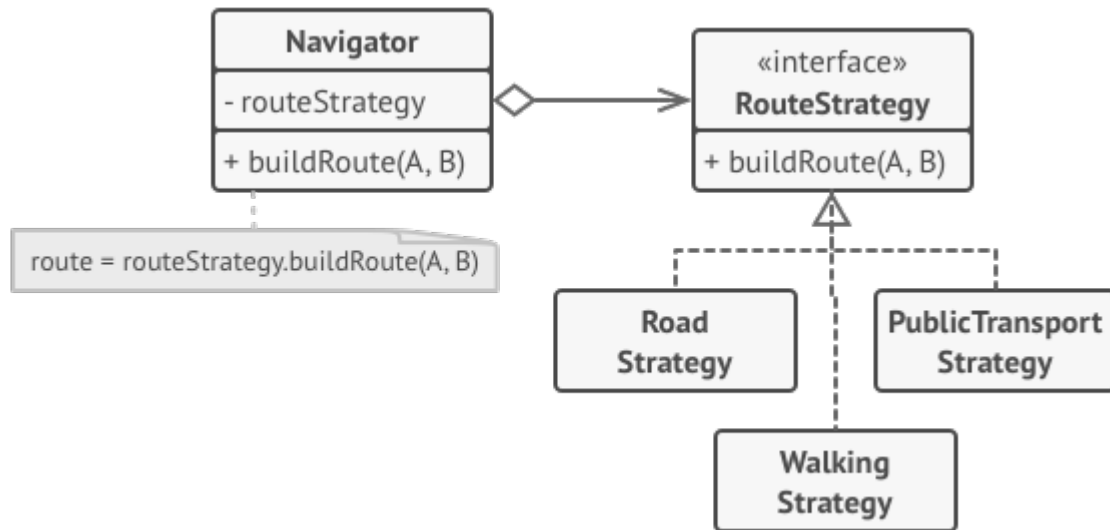 Navigator
- routeStrategy
+ buildRoute(A, B)
route = routeStrategy.buildRoute(A, B)
«interface»
RouteStrategy
+ buildRoute(A, B)
Road
Strategy
PublicTransport
Strategy
Walking
Strategy